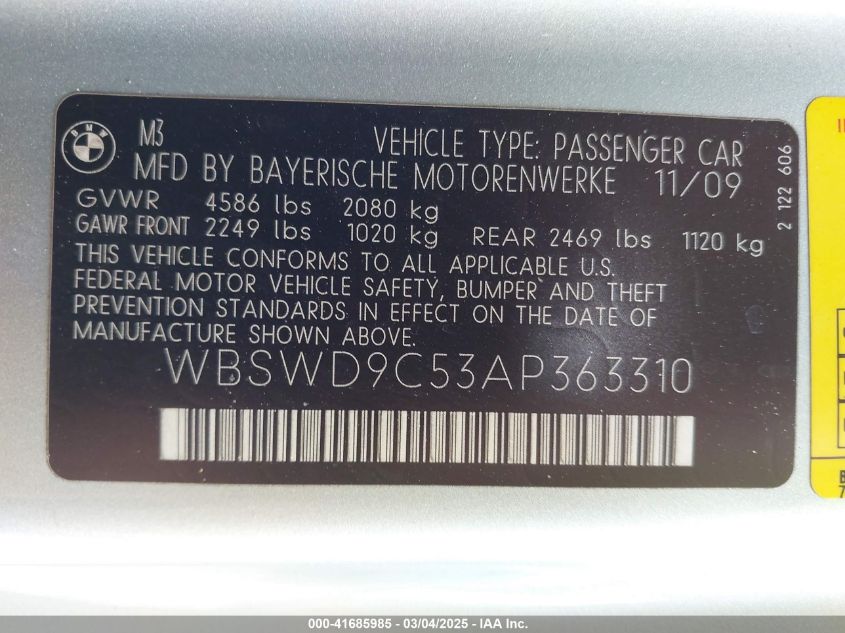 BMW
M3
VEHICLE TYPE: PASSENGER CAR
MFD BY BAYERISCHE MOTORENWERKE 11/09
GVWR 4586 lbs 2080 kg
GAWR FRONT 2249 lbs 1020 kg REAR 2469 lbs 1120 kg
THIS VEHICLE CONFORMS TO ALL APPLICABLE U.S.
FEDERAL MOTOR VEHICLE SAFETY, BUMPER AND THEFT
PREVENTION STANDARDS IN EFFECT ON THE DATE OF
MANUFACTURE SHOWN ABOVE.
WBSWD9C53AP363310
2 122 606
000-41685985 - 03/04/2025 - IAAI.com